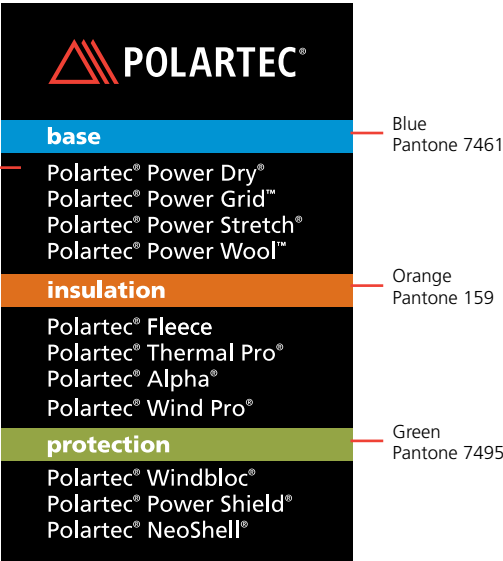 POLARTEC®
base
Polartec® Power Dry®
Polartec® Power Grid™
Polartec® Power Stretch®
Polartec® Power Wool™
insulation
Polartec® Fleece
Polartec® Thermal Pro®
Polartec® Alpha®
Polartec® Wind Pro®
protection
Polartec® Windbloc®
Polartec® Power Shield®
Polartec® NeoShell®
Blue
Pantone 7461
Orange
Pantone 159
Green
Pantone 7495